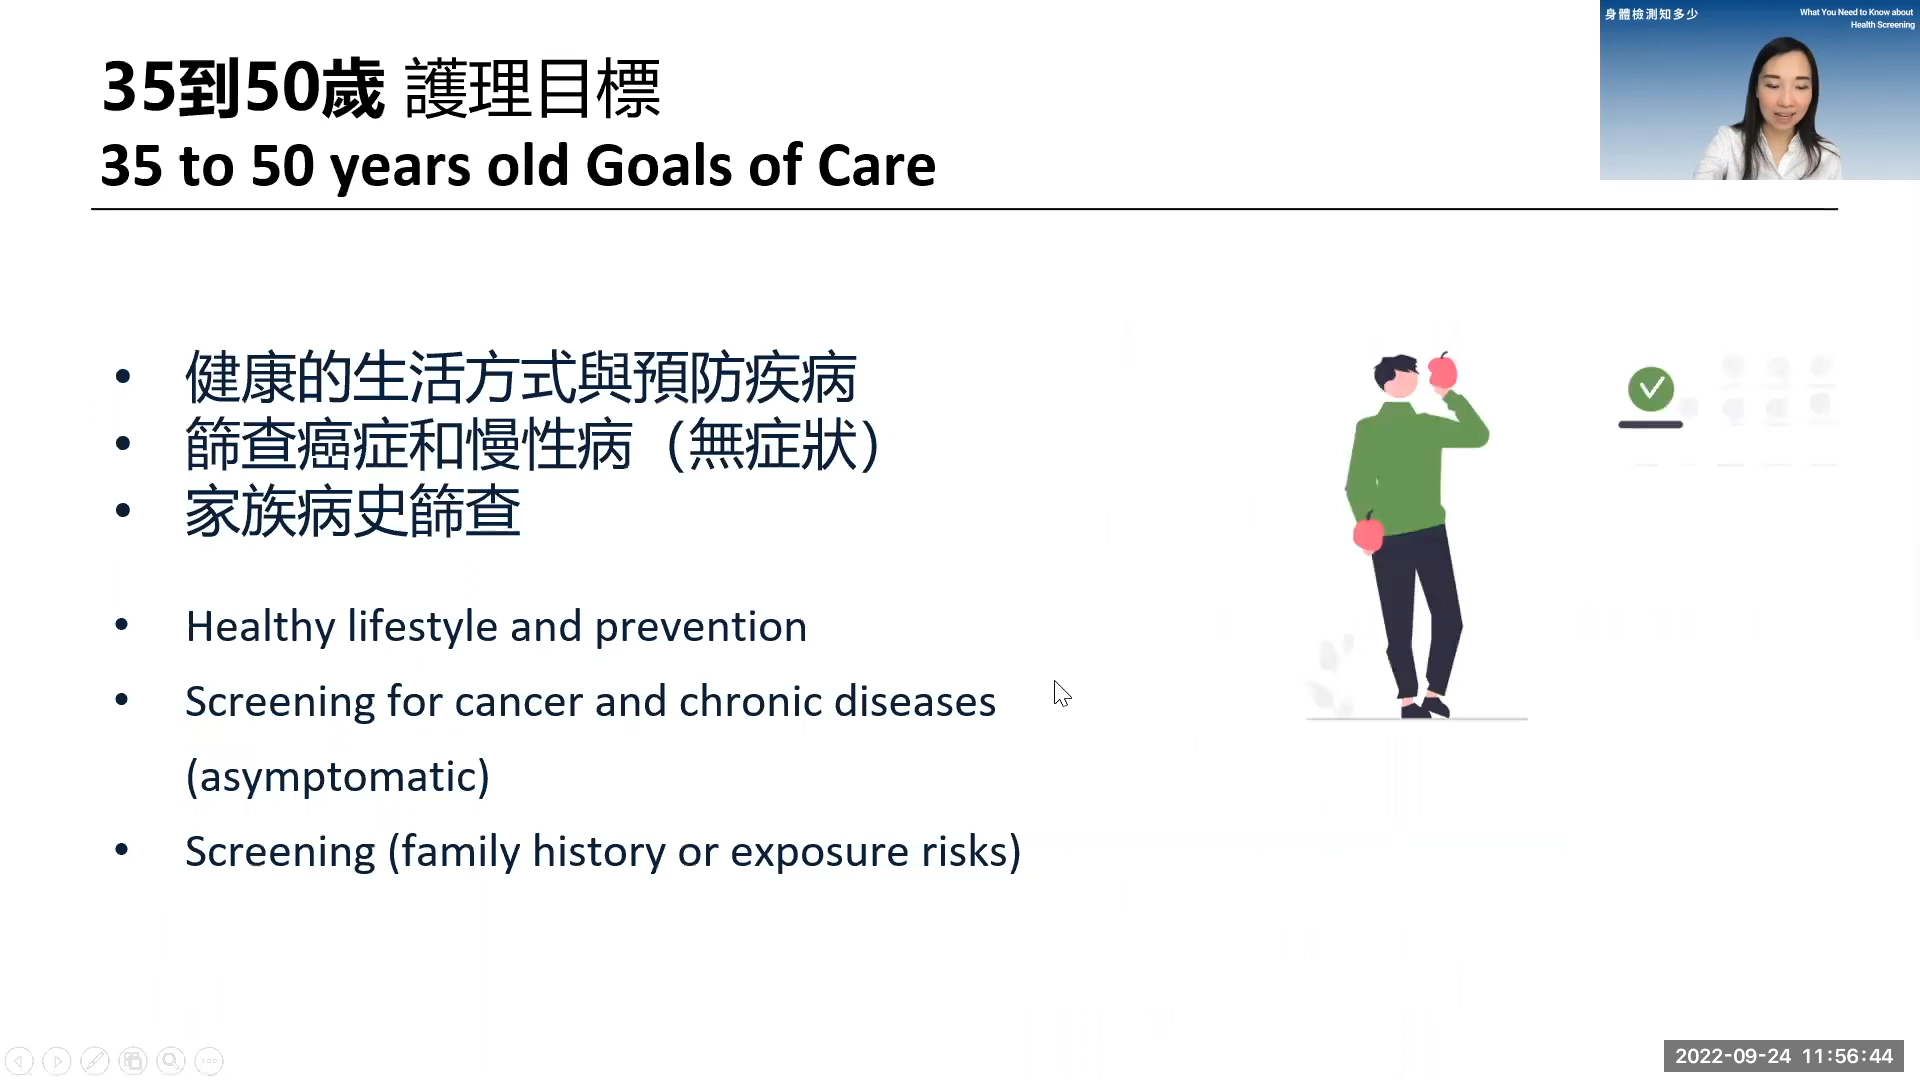 35到50歲 護理目標
35 to 50 years old Goals of Care
身體檢測知多少
What You Need to Know about
Health Screening
• 健康的生活方式與預防疾病
• 篩查癌症和慢性病（無症狀）
• 家族病史篩查
• Healthy lifestyle and prevention
• Screening for cancer and chronic diseases
(asymptomatic)
• Screening (family history or exposure risks)
2022-09-24 11:56:44